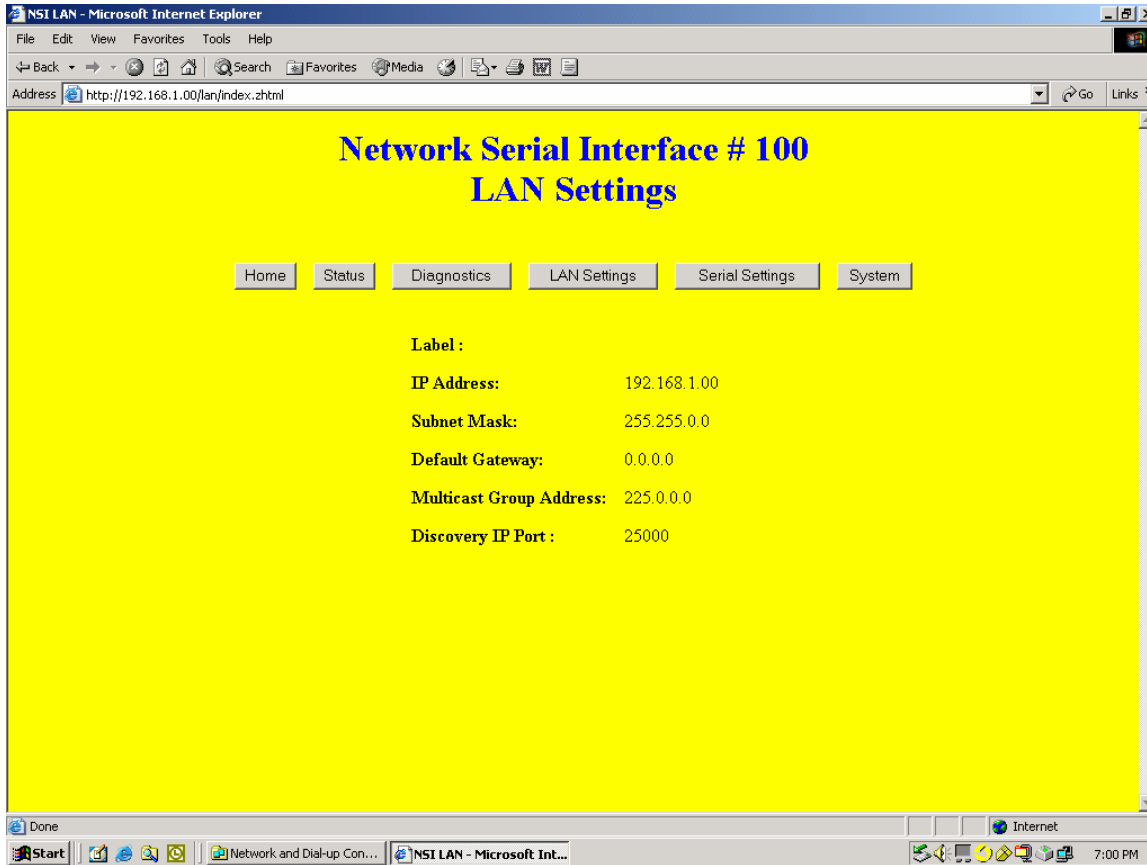 NSI LAN - Microsoft Internet Explorer
File Edit View Favorites Tools Help
Back Search Favorites Media
Address http://192.168.1.00/lan/index.zhtml Go Links
Network Serial Interface # 100
LAN Settings
Home Status Diagnostics LAN Settings Serial Settings System
Label :
IP Address: 192.168.1.00
Subnet Mask: 255.255.0.0
Default Gateway: 0.0.0.0
Multicast Group Address: 225.0.0.0
Discovery IP Port : 25000
Done Internet
Start Network and Dial-up Con... NSI LAN - Microsoft Int... 7:00 PM